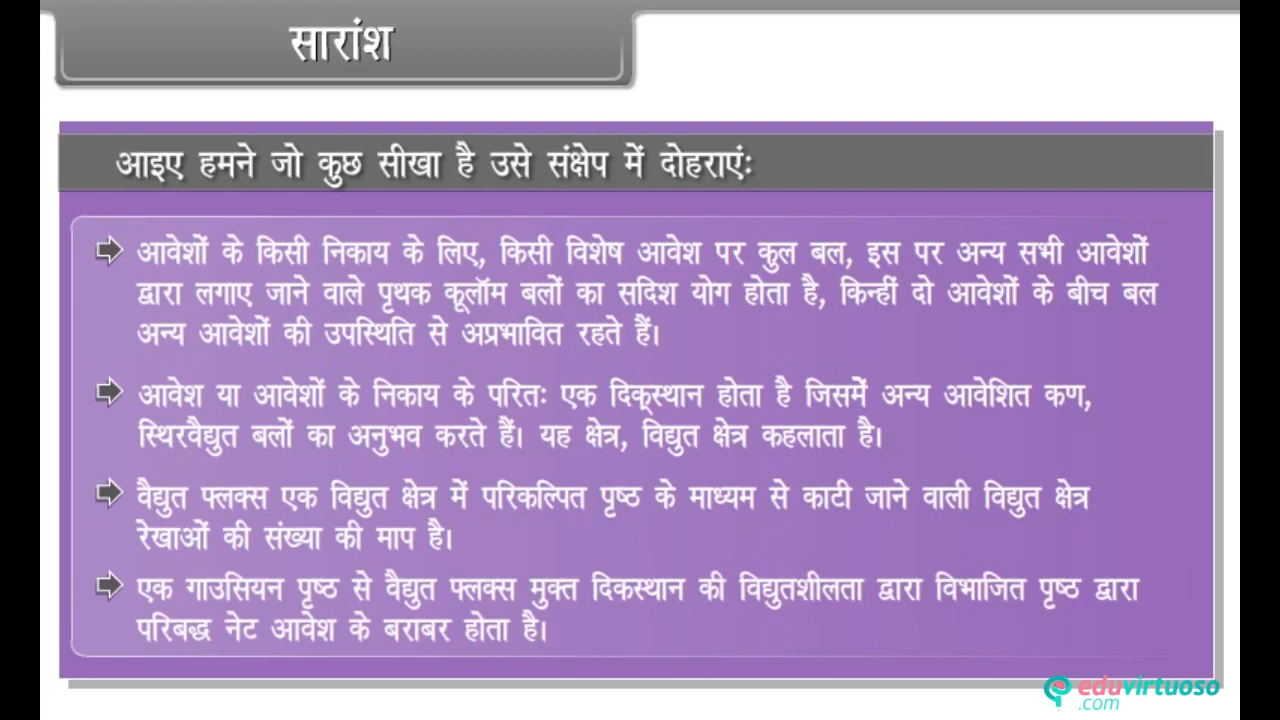 सारांश
आइए हमने जो कुछ सीखा है उसे संक्षेप में दोहराएंः
आवेशों के किसी निकाय के लिए, किसी विशेष आवेश पर कुल बल, इस पर अन्य सभी आवेशों
द्वारा लगाए जाने वाले पृथक कूलॉम बलों का सदिश योग होता है, किन्हीं दो आवेशों के बीच बल
अन्य आवेशों की उपस्थिति से अप्रभावित रहते हैं।
आवेश या आवेशों के निकाय के परितः एक दिक्स्थान होता है जिसमें अन्य आवेशित कण,
स्थिरवैद्युत बलों का अनुभव करते हैं। यह क्षेत्र, विद्युत क्षेत्र कहलाता है।
वैद्युत फ्लक्स एक विद्युत क्षेत्र में परिकल्पित पृष्ठ के माध्यम से काटी जाने वाली विद्युत क्षेत्र
रेखाओं की संख्या की माप है।
एक गाउसियन पृष्ठ से वैद्युत फ्लक्स मुक्त दिकस्थान की विद्युतशीलता द्वारा विभाजित पृष्ठ द्वारा
परिबद्ध नेट आवेश के बराबर होता है।
eduvirtuoso
.com